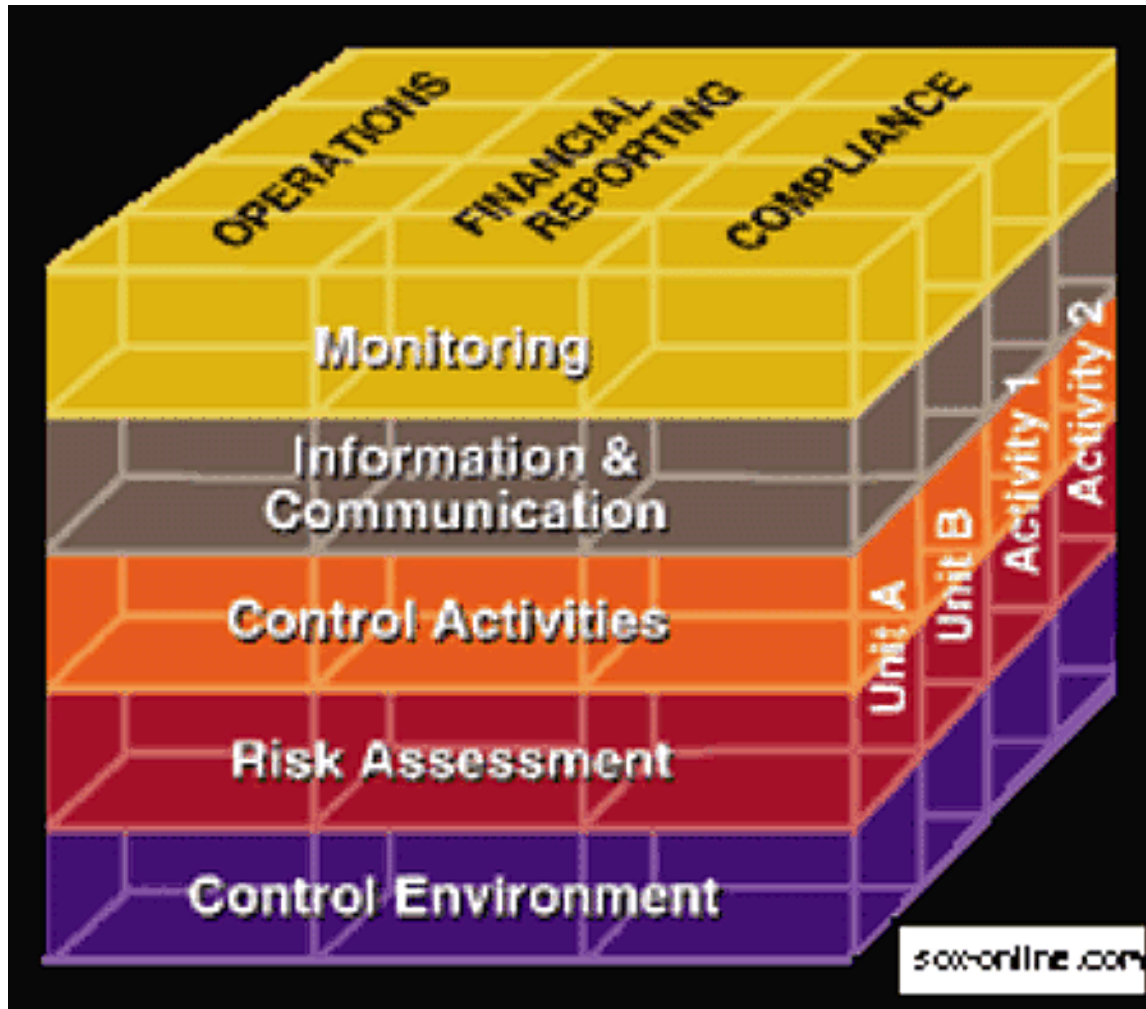 OPERATIONS
FINANCIAL
REPORTING
COMPLIANCE
Monitoring
Information &
Communication
Control Activities
Risk Assessment
Control Environment
Unit A
Unit B
Activity 1
Activity 2
sox-online.com